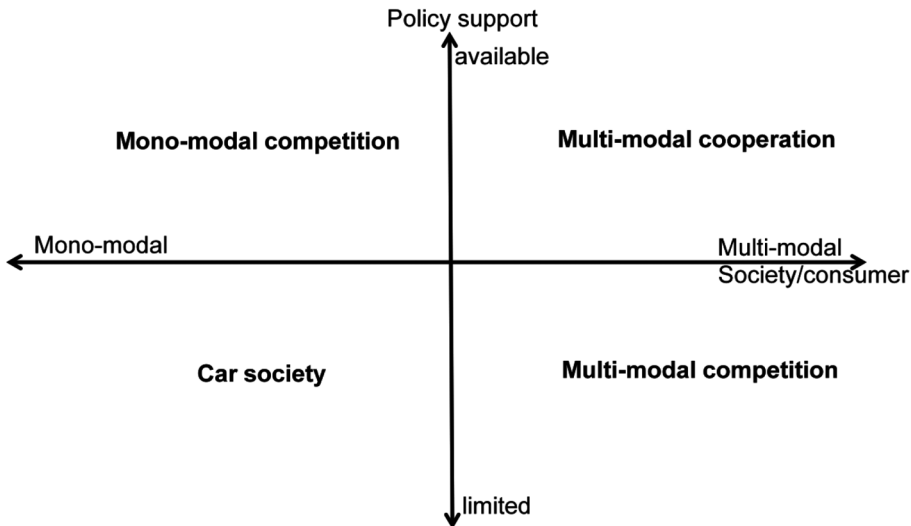 Policy support
available
Mono-modal competition
Multi-modal cooperation
Mono-modal
Multi-modal
Society/consumer
Car society
Multi-modal competition
limited